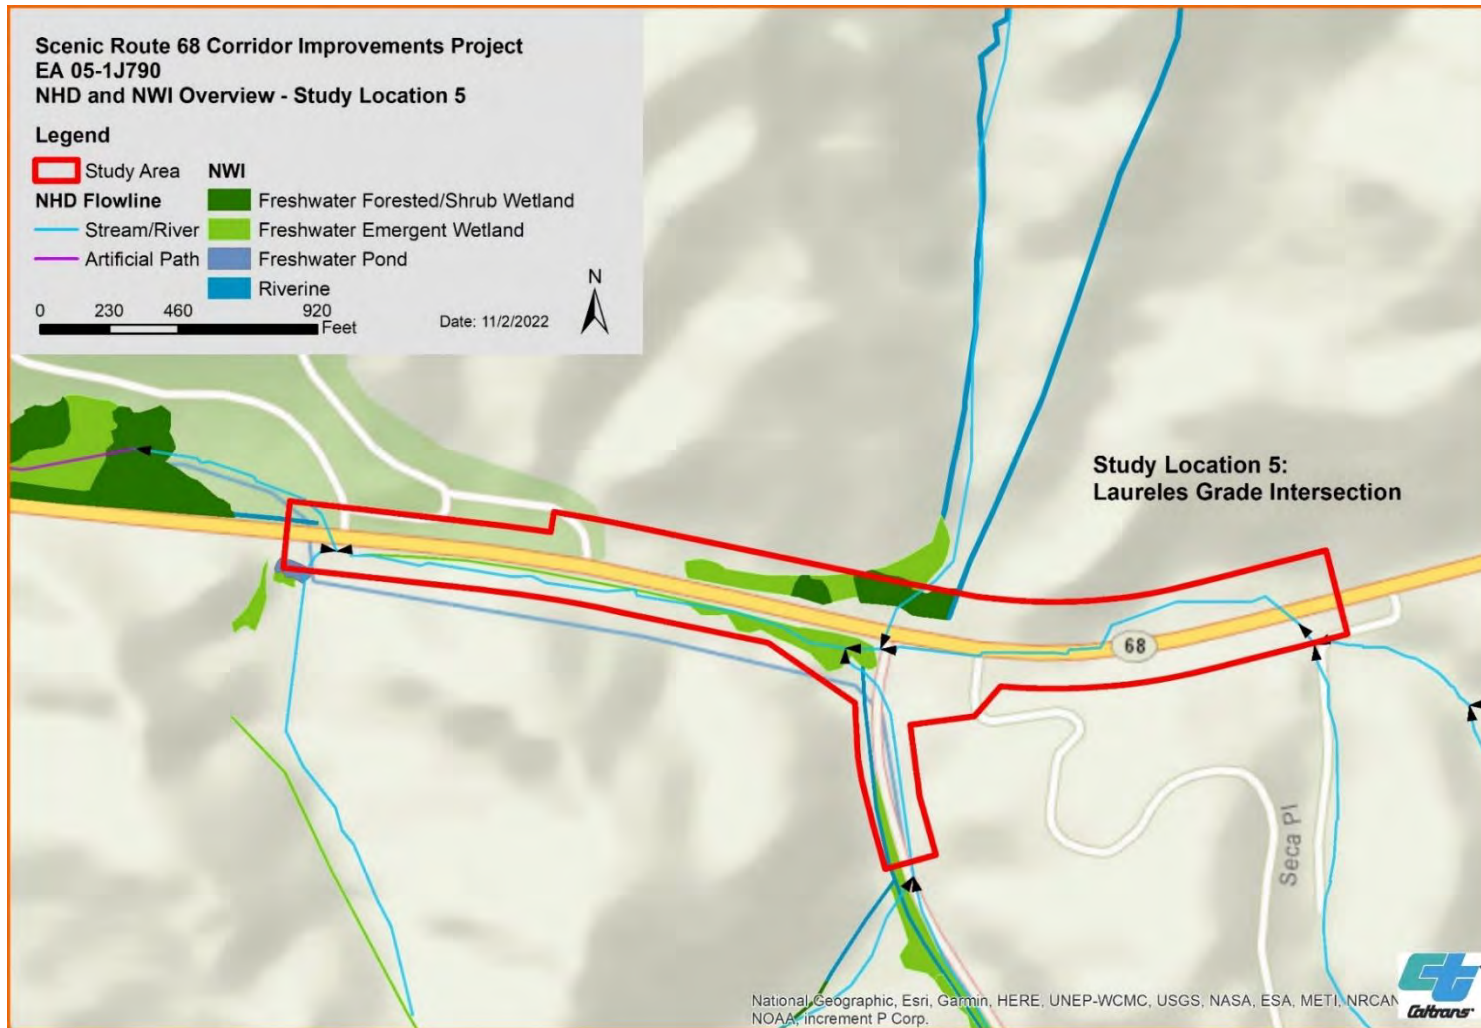 Scenic Route 68 Corridor Improvements Project
EA 05-1J790
NHD and NWI Overview - Study Location 5
Legend
Study Area NWI
NHD Flowline Freshwater Forested/Shrub Wetland
Stream/River Freshwater Emergent Wetland
Artificial Path Freshwater Pond
Riverine
N
0 230 460 920
Feet
Date: 11/2/2022
Study Location 5:
Laureles Grade Intersection
68
Seca Pl
National Geographic, Esri, Garmin, HERE, UNEP-WCMC, USGS, NASA, ESA, METI, NRCAN
NOAA, increment P Corp.
ct
Caltrans